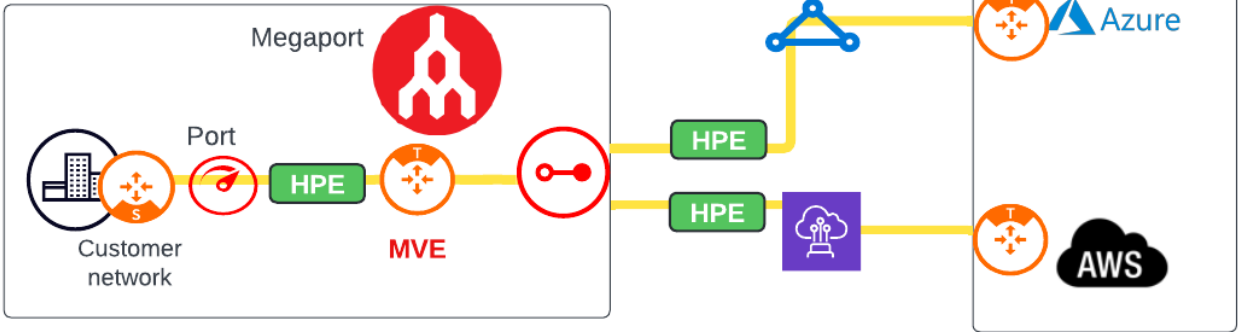 Megaport
Azure
Port
HPE
T
HPE
HPE
S
T
Customer
network
MVE
T
AWS